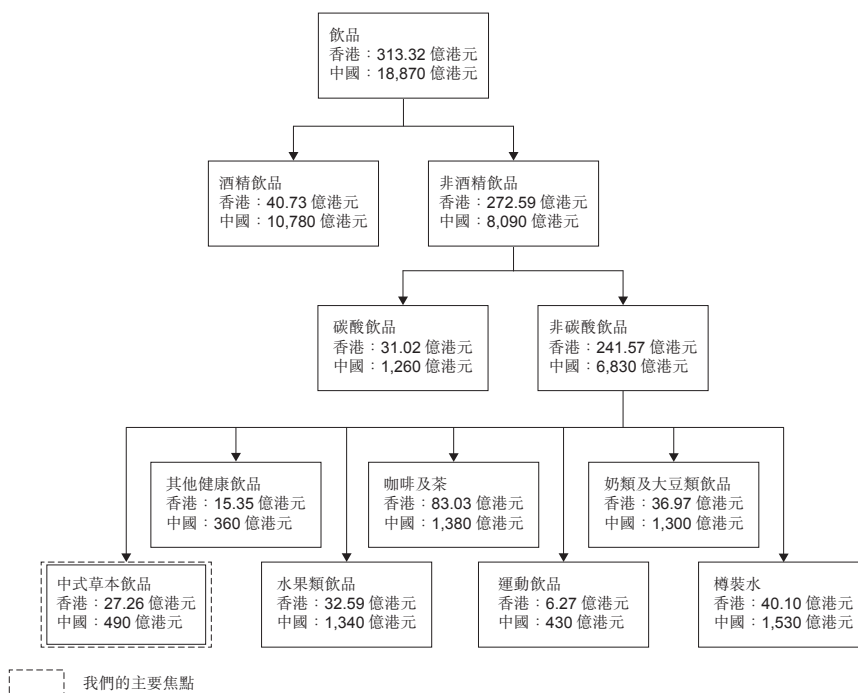 飲品
香港：313.32 億港元
中國：18,870 億港元
酒精飲品
香港：40.73 億港元
中國：10,780 億港元
非酒精飲品
香港：272.59 億港元
中國：8,090 億港元
碳酸飲品
香港：31.02 億港元
中國：1,260 億港元
非碳酸飲品
香港：241.57 億港元
中國：6,830 億港元
其他健康飲品
香港：15.35 億港元
中國：360 億港元
咖啡及茶
香港：83.03 億港元
中國：1,380 億港元
奶類及大豆類飲品
香港：36.97 億港元
中國：1,300 億港元
中式草本飲品
香港：27.26 億港元
中國：490 億港元
水果類飲品
香港：32.59 億港元
中國：1,340 億港元
運動飲品
香港：6.27 億港元
中國：430 億港元
樽裝水
香港：40.10 億港元
中國：1,530 億港元
我們的主要焦點